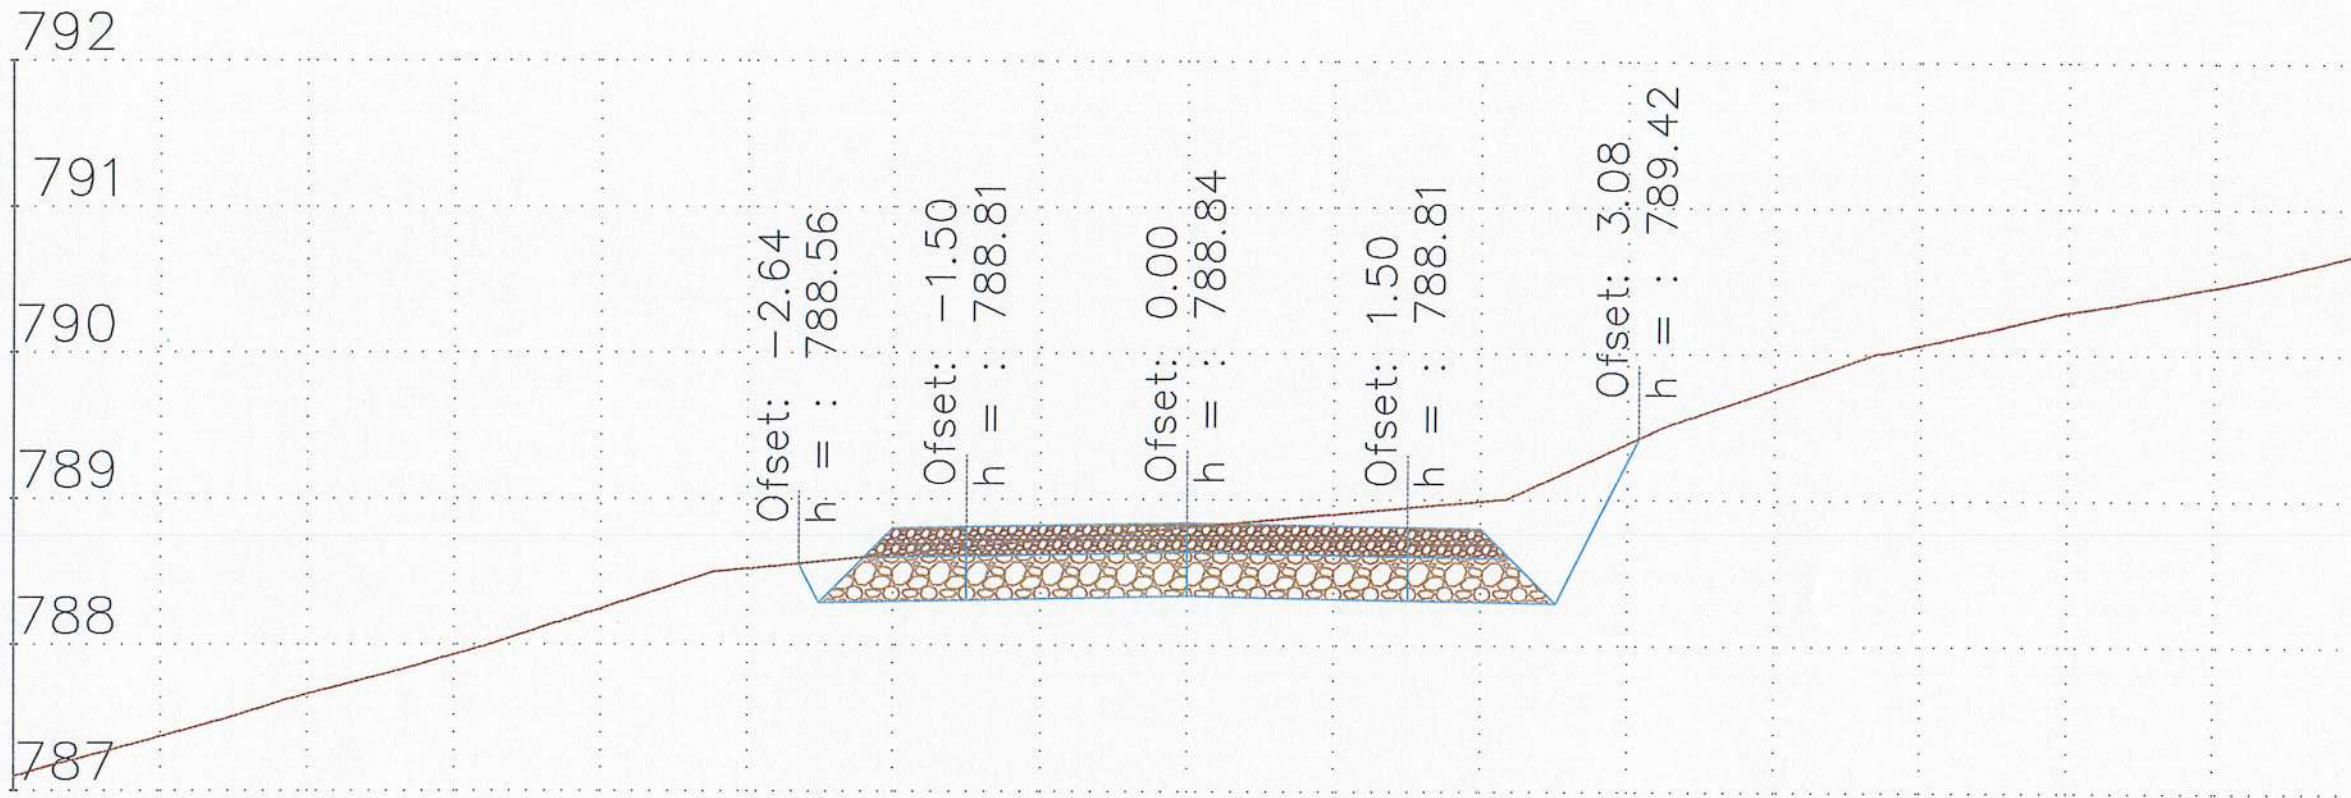 792
791
790
789
788
787
Ofset: -2.64
h = : 788.56
Ofset: -1.50
h = : 788.81
Ofset: 0.00
h = : 788.84
Ofset: 1.50
h = : 788.81
Ofset: 3.08
h = : 789.42